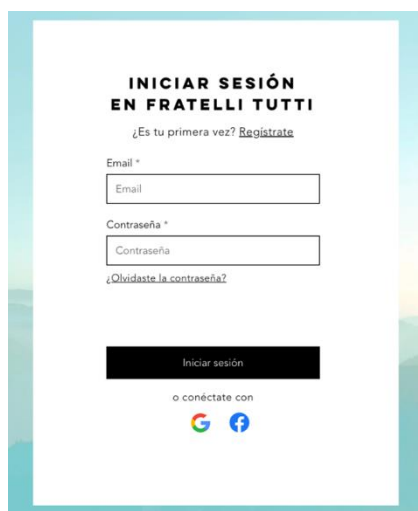 INICIAR SESIÓN
EN FRATELLI TUTTI
¿Es tu primera vez? Regístrate
Email *
Email
Contraseña *
Contraseña
¿Olvidaste la contraseña?
Iniciar sesión
o conéctate con